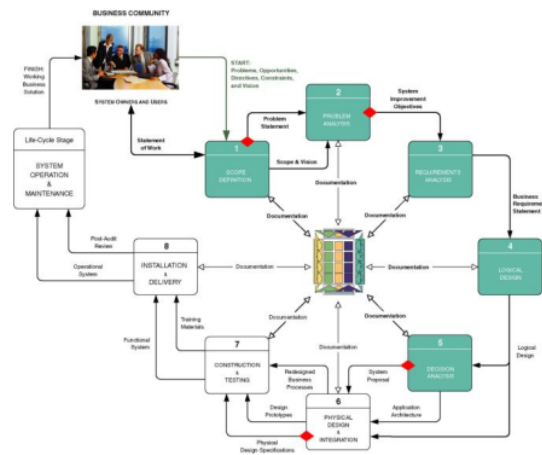 BUSINESS COMMUNITY
FINISH:
Working
Business
Solution
START:
Problems, Opportunities,
Directives, Constraints,
and Vision
SYSTEM OWNERS AND USERS
Statement
of Work
Problem
Statement
Scope & Vision
1
SCOPE
DEFINITION
2
PROBLEM
ANALYSIS
System
Improvement
Objectives
3
REQUIREMENTS
ANALYSIS
Business
Requirement
Statement
4
LOGICAL
DESIGN
Logical
Design
5
DECISION
ANALYSIS
System
Proposal
Application
Architecture
6
PHYSICAL
DESIGN
&
INTEGRATION
Redesigned
Business
Processes
Design
Prototypes
Physical
Design Specifications
7
CONSTRUCTION
&
TESTING
Training
Materials
Functional
System
8
INSTALLATION
&
DELIVERY
Post-Audit
Review
Operational
System
Life-Cycle Stage
SYSTEM
OPERATION
&
MAINTENANCE
Documentation
Documentation
Documentation
Documentation
Documentation
Documentation
Documentation
Documentation